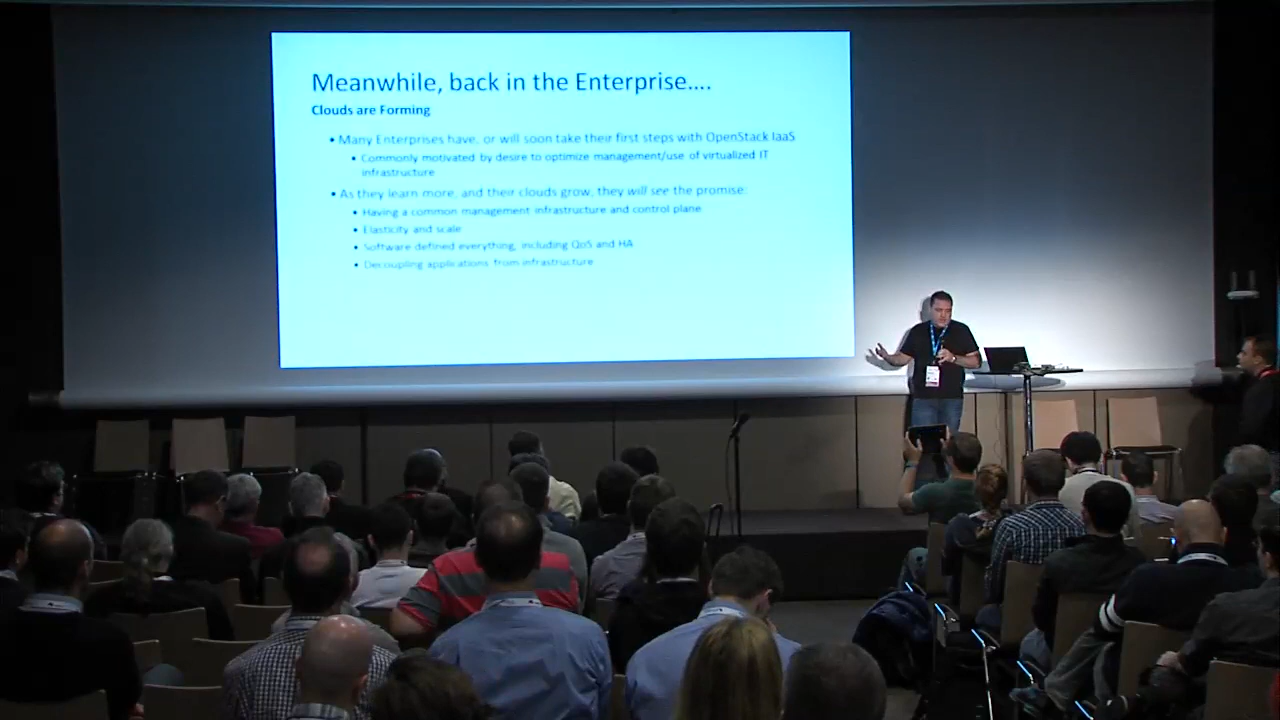 Meanwhile, back in the Enterprise....
Clouds are Forming
• Many Enterprises have, or will soon take their first steps with OpenStack IaaS
• Commonly motivated by desire to optimize management/use of virtualized IT
infrastructure
• As they learn more, and their clouds grow, they will see the promise:
• Having a common management infrastructure and control plane
• Elasticity and scale
• Software defined everything, including QoS and HA
• Decoupling applications from infrastructure